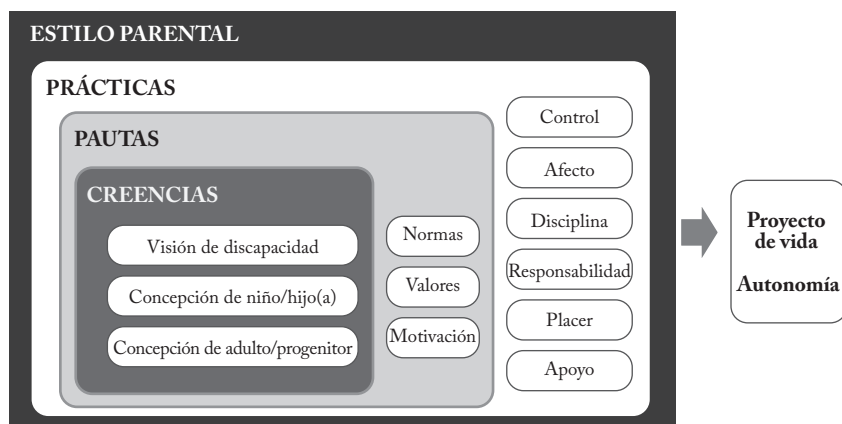 ESTILO PARENTAL
PRÁCTICAS
PAUTAS
CREENCIAS
Visión de discapacidad
Concepción de niño/hijo(a)
Concepción de adulto/progenitor
Normas
Valores
Motivación
Control
Afecto
Disciplina
Responsabilidad
Placer
Apoyo
Proyecto
de vida
Autonomía